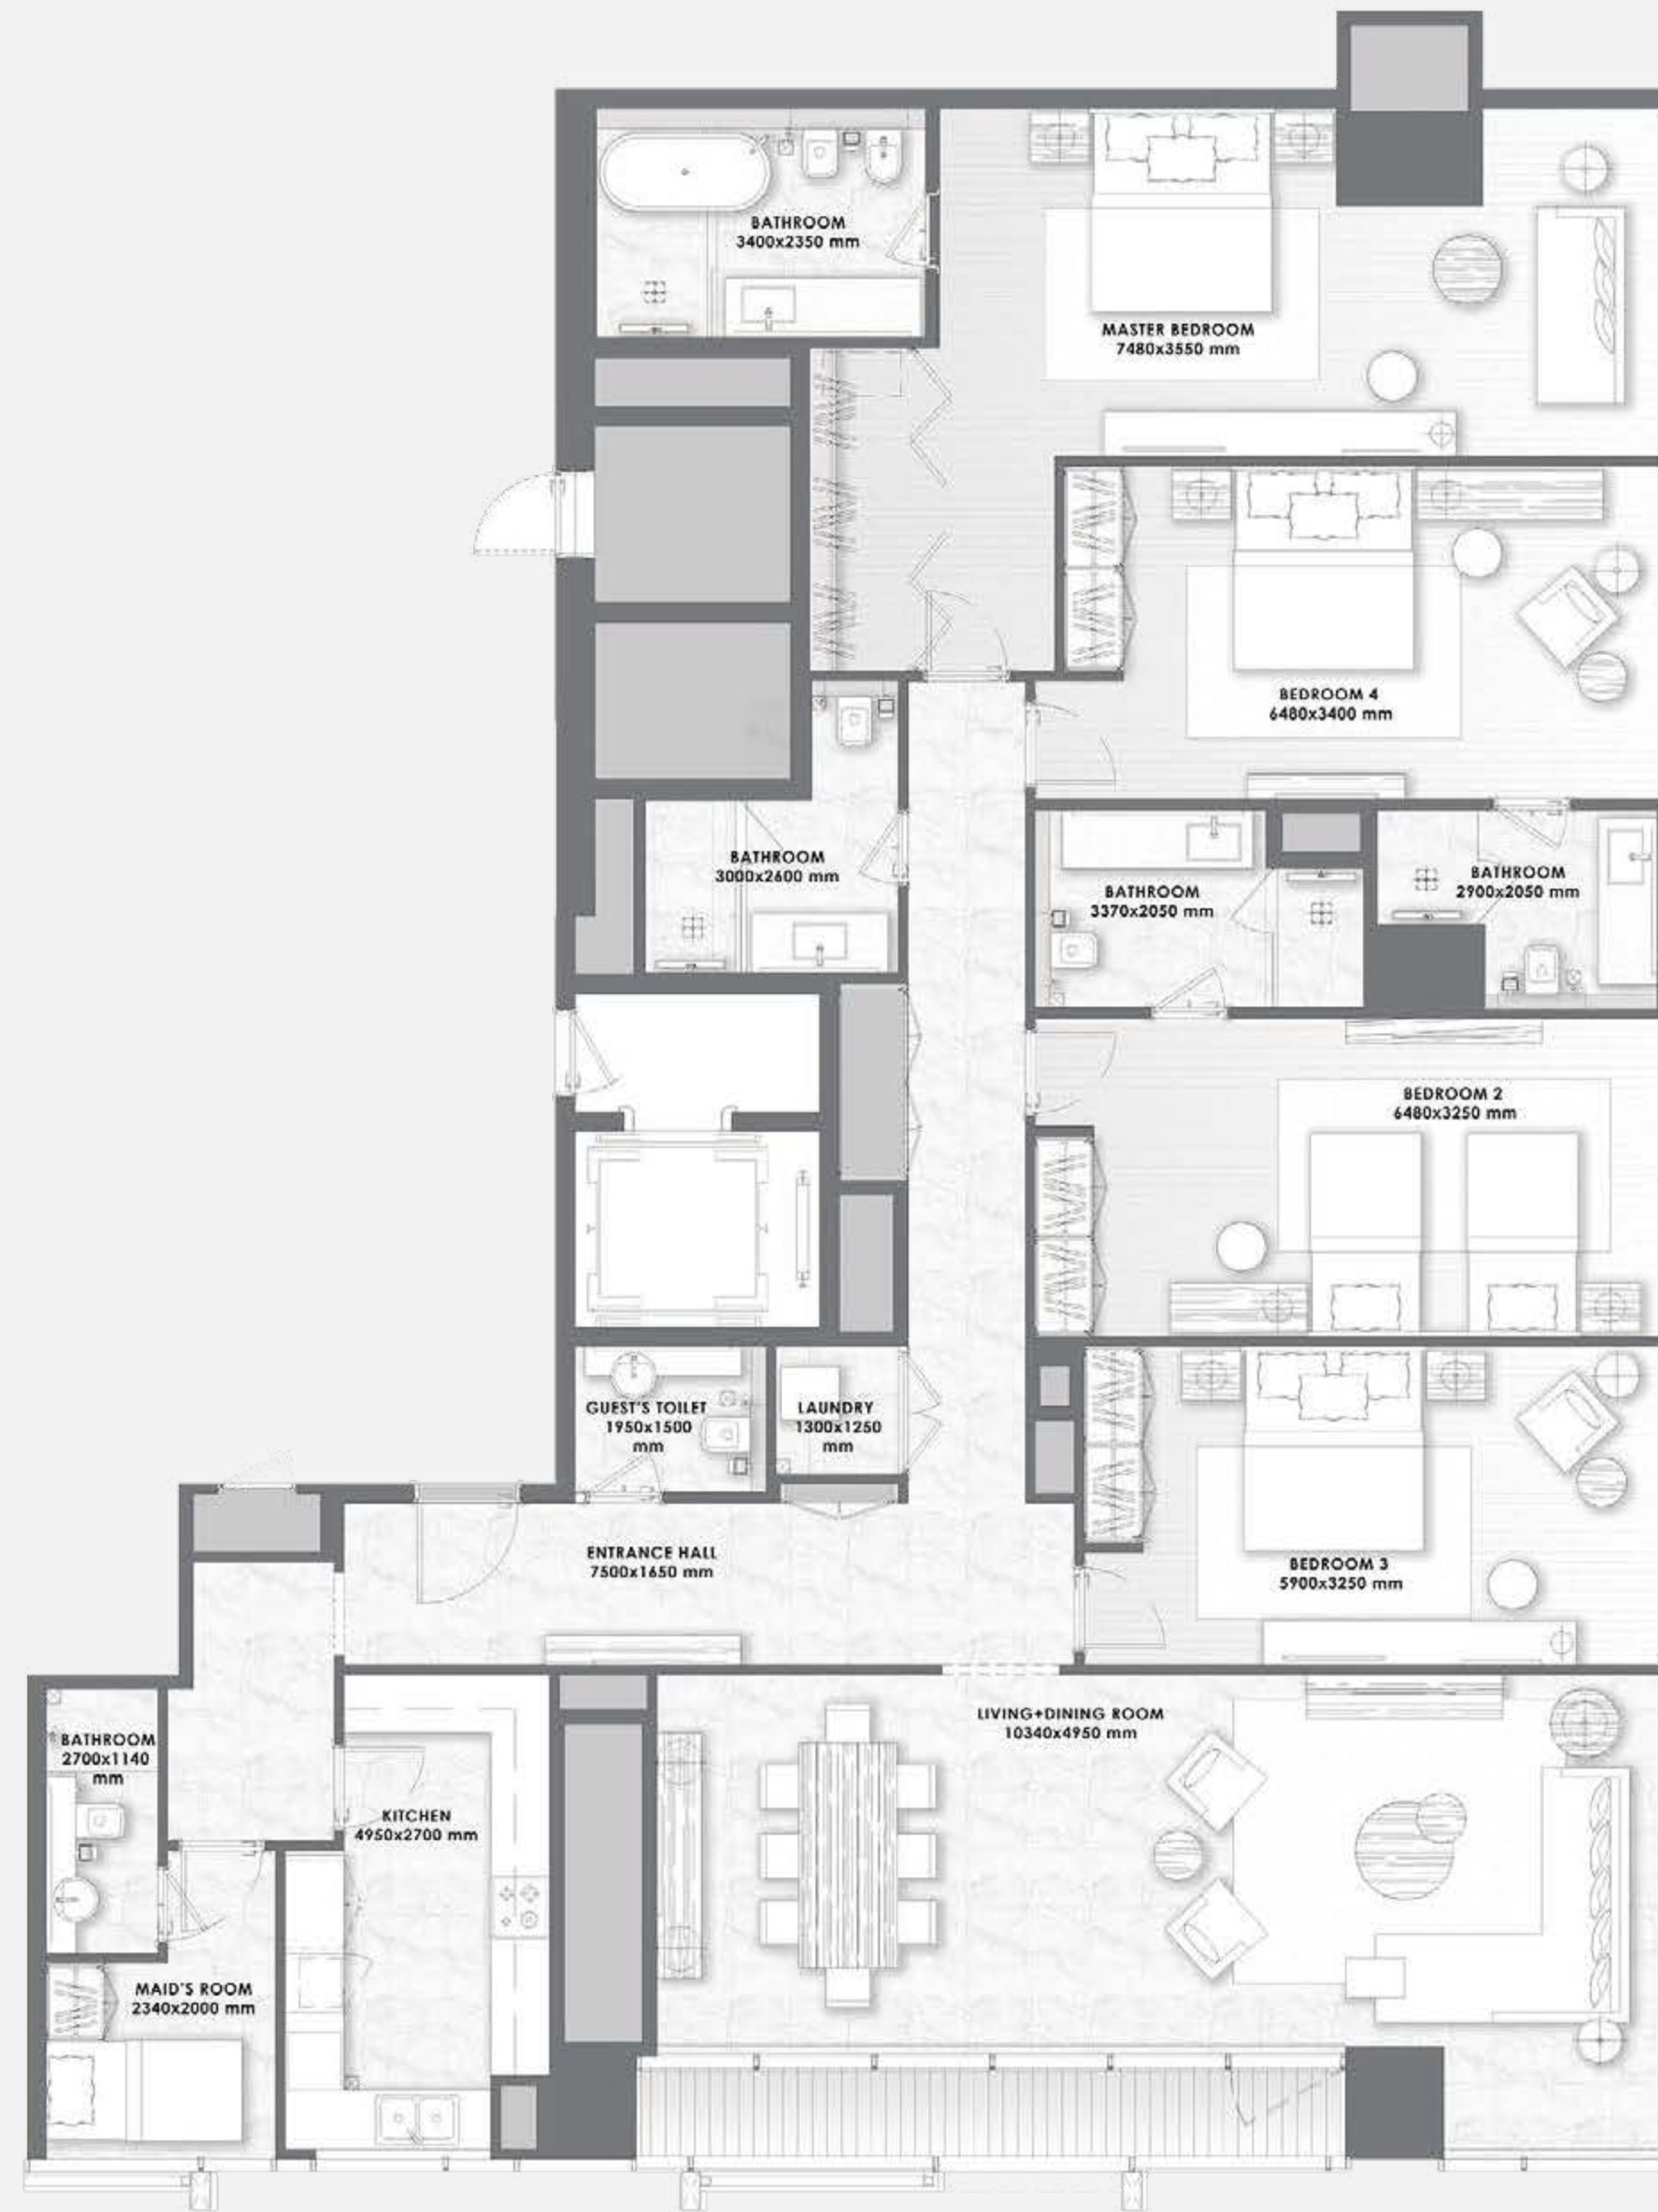 BATHROOM
3400x2350 mm
MASTER BEDROOM
7480x3550 mm
BEDROOM 4
6480x3400 mm
BATHROOM
3000x2600 mm
BATHROOM
3370x2050 mm
BATHROOM
2900x2050 mm
BEDROOM 2
6480x3250 mm
GUEST'S TOILET
1950x1500
mm
LAUNDRY
1300x1250
mm
ENTRANCE HALL
7500x1650 mm
BEDROOM 3
5900x3250 mm
LIVING+DINING ROOM
10340x4950 mm
BATHROOM
2700x1140
mm
KITCHEN
4950x2700 mm
MAID'S ROOM
2340x2000 mm